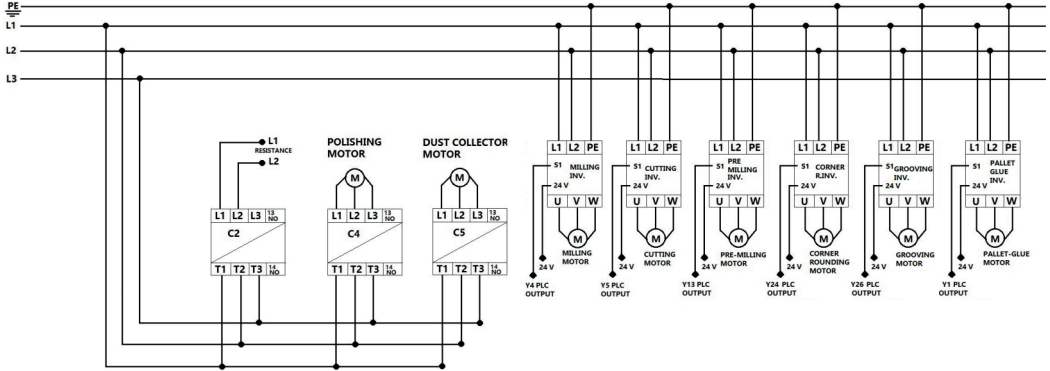 PE
L1
L2
L3
L1
RESISTANCE
L2
POLISHING
MOTOR
DUST COLLECTOR
MOTOR
M
M
L1 L2 L3 13 NO
C2
T1 T2 T3 14 NO
L1 L2 L3 13 NO
C4
T1 T2 T3 14 NO
L1 L2 L3 13 NO
C5
T1 T2 T3 14 NO
L1 L2 PE
S1 MILLING
INV.
24 V
U V W
M
MILLING
MOTOR
24 V
Y4 PLC
OUTPUT
L1 L2 PE
S1 CUTTING
INV.
24 V
U V W
M
CUTTING
MOTOR
24 V
Y5 PLC
OUTPUT
L1 L2 PE
PRE
S1 MILLING
INV.
24 V
U V W
M
PRE-MILLING
MOTOR
24 V
Y13 PLC
OUTPUT
L1 L2 PE
S1 CORNER
R.INV.
24 V
U V W
M
CORNER
ROUNDING
MOTOR
24 V
Y24 PLC
OUTPUT
L1 L2 PE
S1 GROOVING
INV.
24 V
U V W
M
GROOVING
MOTOR
24 V
Y26 PLC
OUTPUT
L1 L2 PE
PALLET
S1 GLUE
INV.
24 V
U V W
M
PALLET-GLUE
MOTOR
24 V
Y1 PLC
OUTPUT